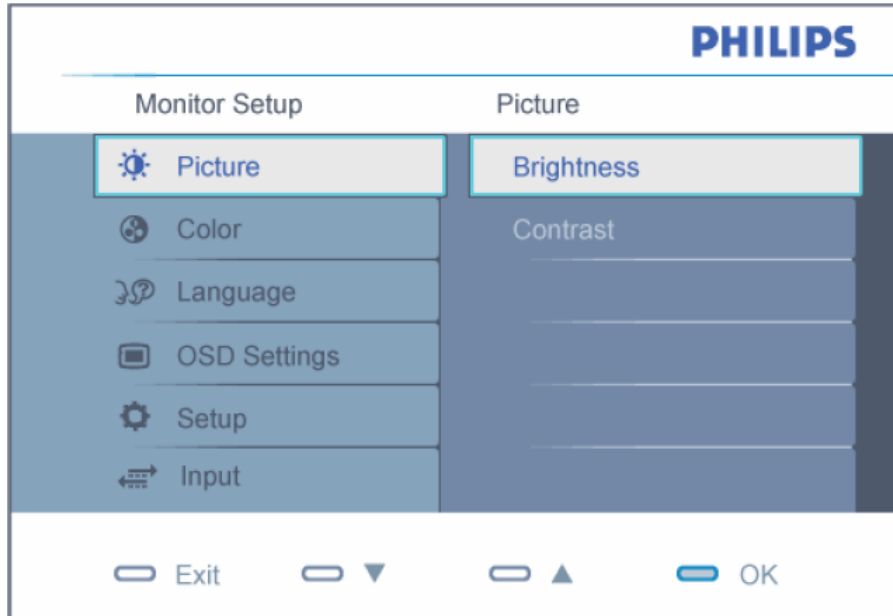 PHILIPS
Monitor Setup Picture
Picture Brightness
Color Contrast
Language
OSD Settings
Setup
Input
Exit ▼ ▲ OK